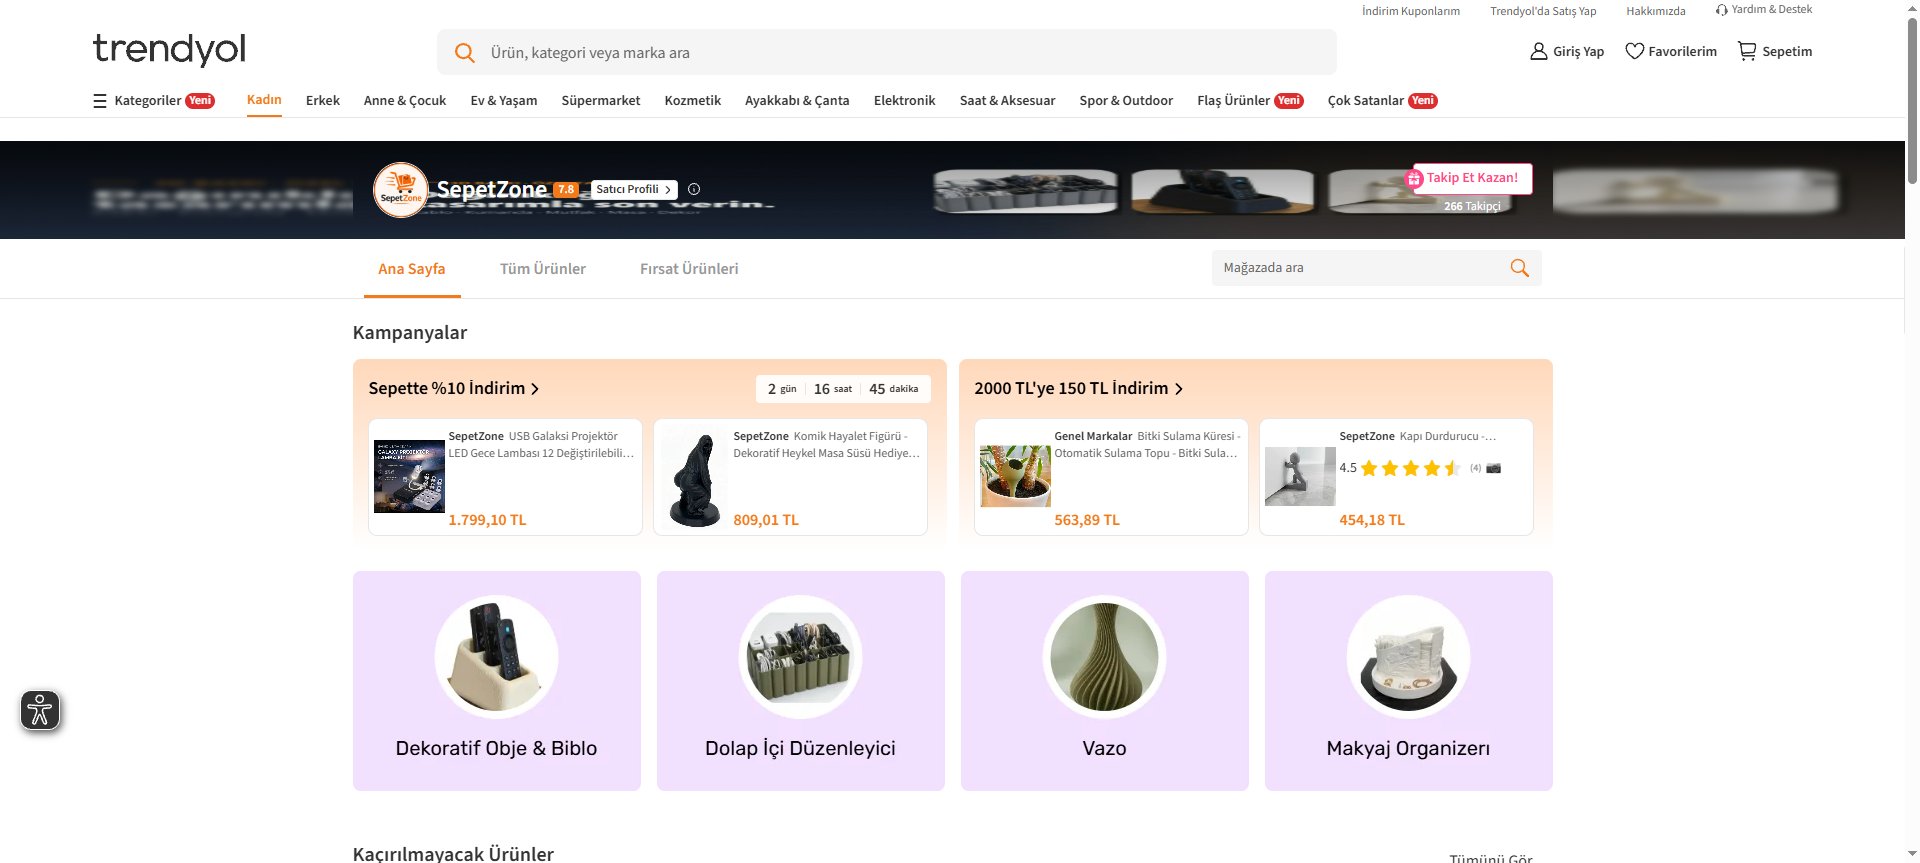 İndirim Kuponlarım
Trendyol'da Satış Yap
Hakkımızda
Yardım & Destek
trendyol
Ürün, kategori veya marka ara
Giriş Yap
Favorilerim
Sepetim
Kategoriler Yeni
Kadın
Erkek
Anne & Çocuk
Ev & Yaşam
Süpermarket
Kozmetik
Ayakkabı & Çanta
Elektronik
Saat & Aksesuar
Spor & Outdoor
Flaş Ürünler Yeni
Çok Satanlar Yeni
SepetZone
SepetZone 7.8
Satıcı Profili
son verin.
Takip Et Kazan!
266 Takipçi
Ana Sayfa
Tüm Ürünler
Fırsat Ürünleri
Mağazada ara
Kampanyalar
Sepette %10 İndirim
2 gün 16 saat 45 dakika
SepetZone USB Galaksi Projektör
LED Gece Lambası 12 Değiştirilebili...
1.799,10 TL
SepetZone Komik Hayalet Figürü -
Dekoratif Heykel Masa Süsü Hediye...
809,01 TL
2000 TL'ye 150 TL İndirim
Genel Markalar Bitki Sulama Küresi -
Otomatik Sulama Topu - Bitki Sula...
563,89 TL
SepetZone Kapı Durdurucu -...
4.5 (4)
454,18 TL
Dekoratif Obje & Biblo
Dolap İçi Düzenleyici
Vazo
Makyaj Organizerı
Kaçırılmayacak Ürünler
Tümünü Gör